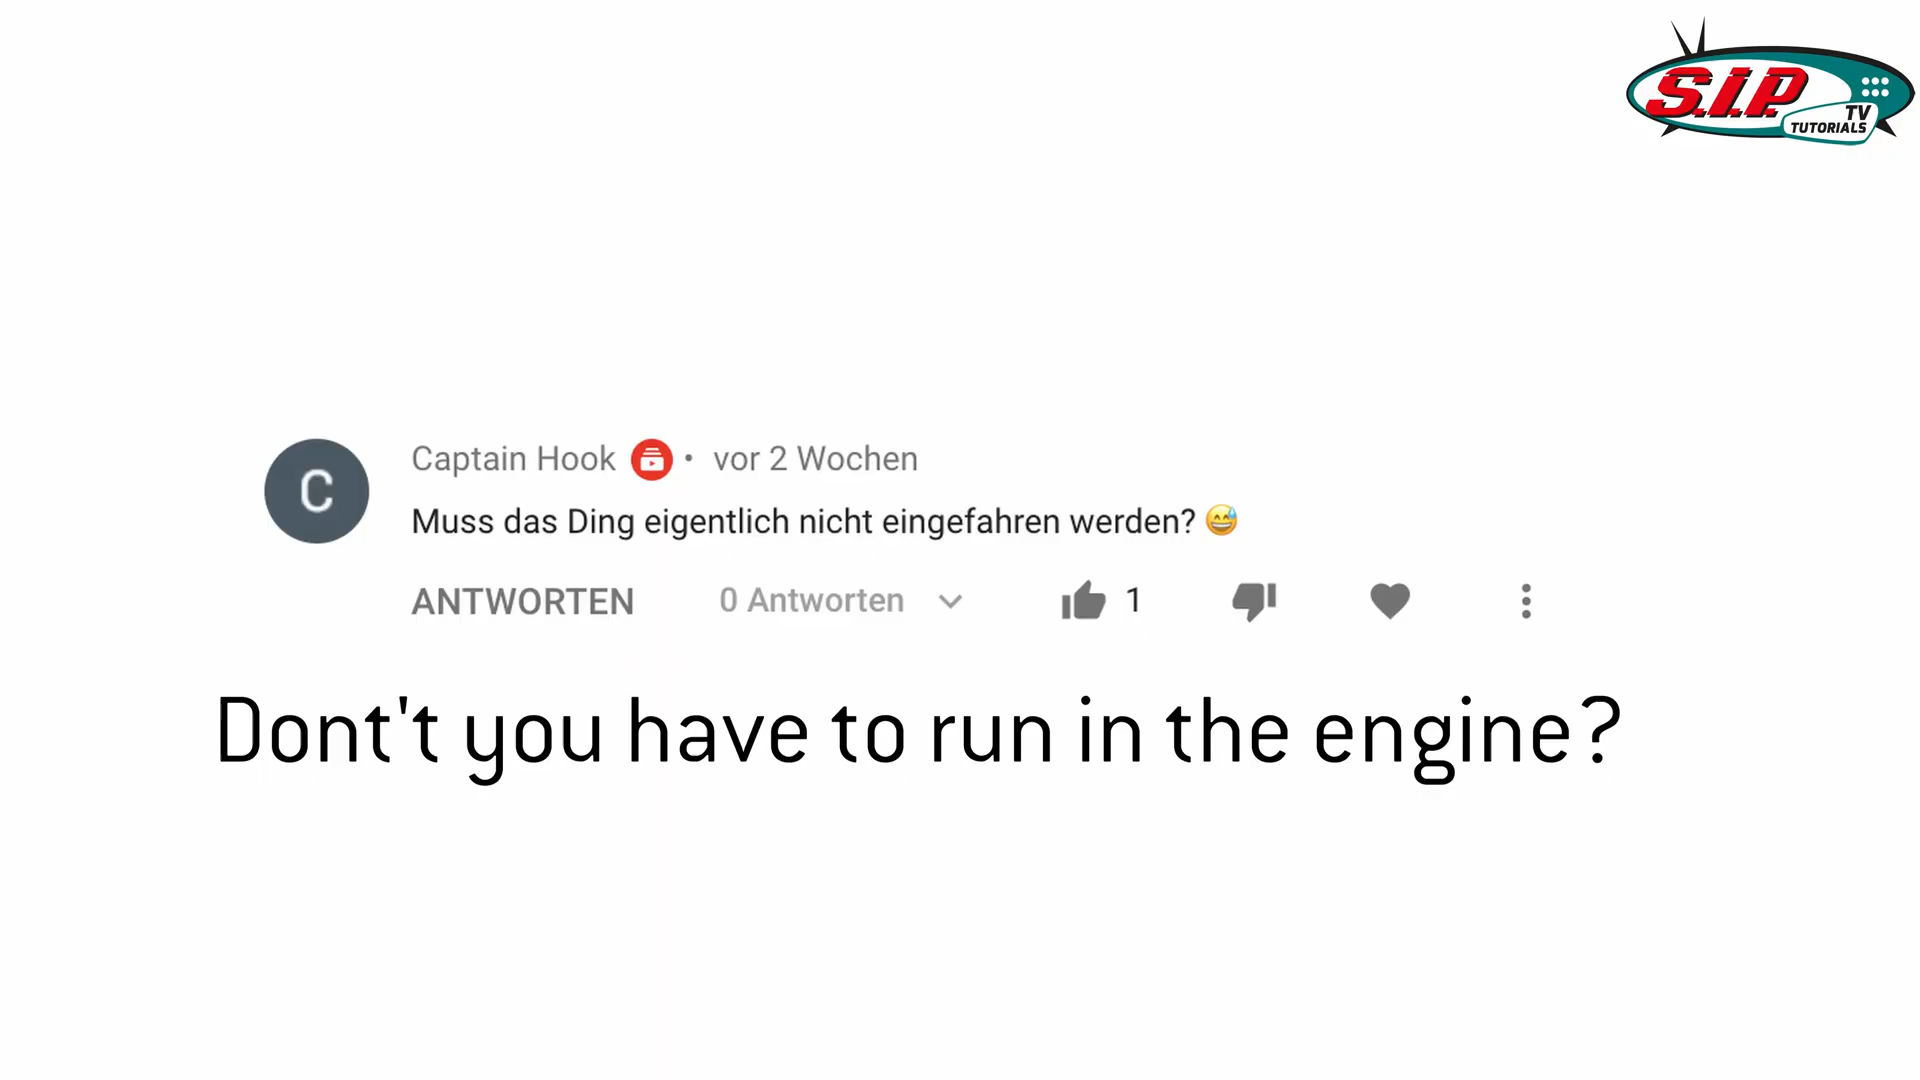 S.I.P.
TV
TUTORIALS
C
Captain Hook • vor 2 Wochen
Muss das Ding eigentlich nicht eingefahren werden? 😅
ANTWORTEN 0 Antworten 1
Dont't you have to run in the engine?